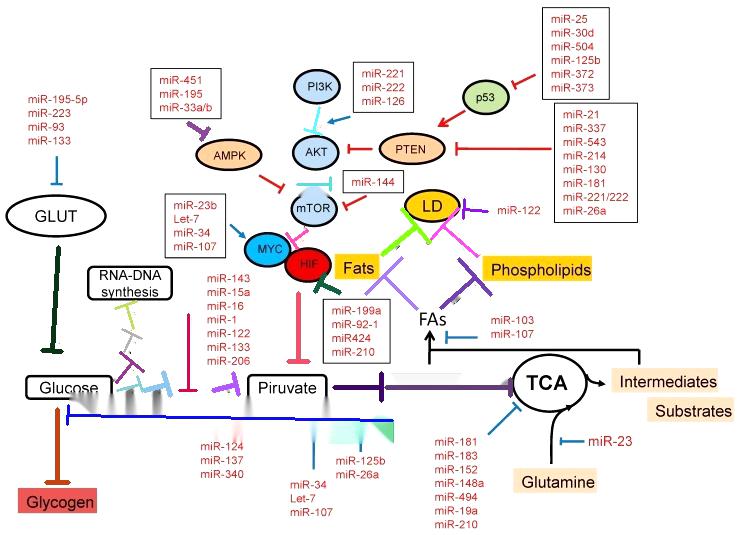 miR-25
miR-30d
miR-504
miR-125b
miR-372
miR-373
miR-451
miR-195
miR-33a/b
PI3K
miR-221
miR-222
miR-126
p53
miR-195-5p
miR-223
miR-93
miR-133
miR-21
miR-337
miR-543
miR-214
miR-130
miR-181
miR-221/222
miR-26a
AMPK
AKT
PTEN
miR-144
miR-23b
Let-7
miR-34
miR-107
mTOR
LD
miR-122
GLUT
MYC
HIF
Fats
Phospholipids
RNA-DNA
synthesis
miR-143
miR-15a
miR-16
miR-1
miR-122
miR-133
miR-206
miR-199a
miR-92-1
miR424
miR-210
FAs
miR-103
miR-107
Glucose
Piruvate
TCA
Intermediates
Substrates
miR-124
miR-137
miR-340
miR-125b
miR-26a
miR-34
Let-7
miR-107
miR-181
miR-183
miR-152
miR-148a
miR-494
miR-19a
miR-210
miR-23
Glutamine
Glycogen